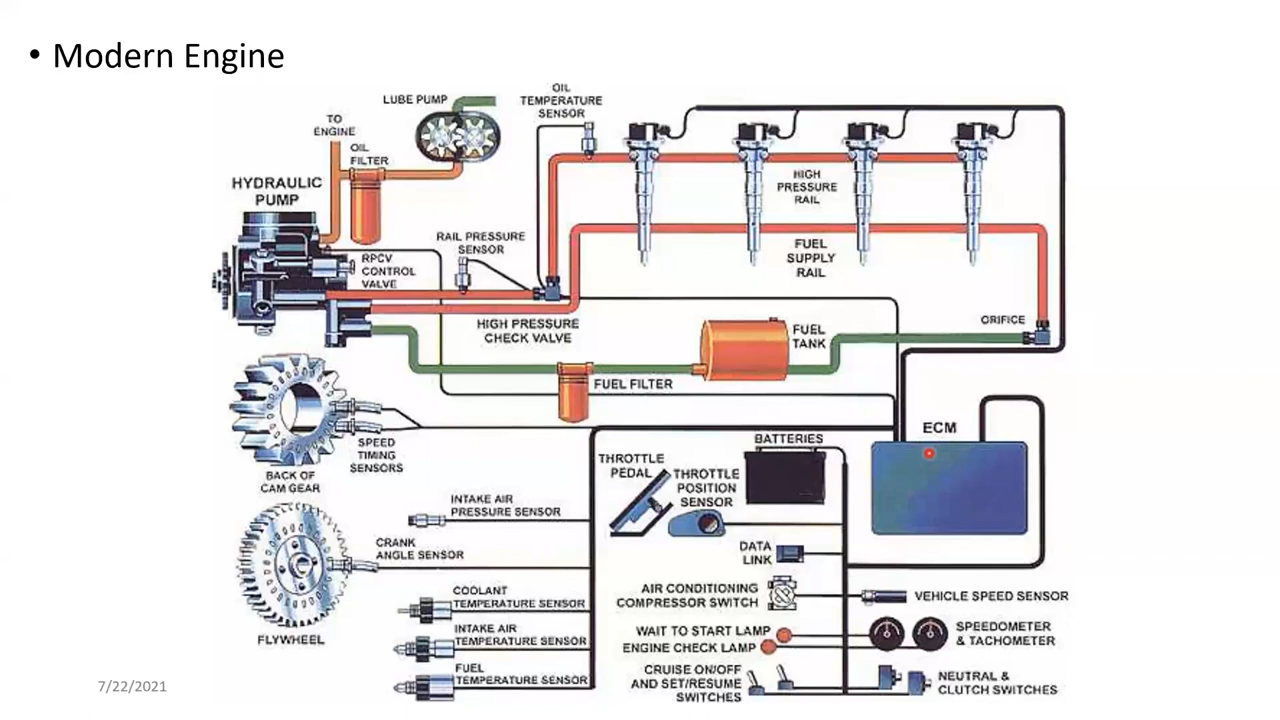 • Modern Engine
LUBE PUMP
OIL
TEMPERATURE
SENSOR
TO
ENGINE
OIL
FILTER
HYDRAULIC
PUMP
HIGH
PRESSURE
RAIL
RAIL PRESSURE
SENSOR
FUEL
SUPPLY
RAIL
RPCV
CONTROL
VALVE
HIGH PRESSURE
CHECK VALVE
ORIFICE
FUEL
TANK
FUEL FILTER
SPEED
TIMING
SENSORS
BACK OF
CAM GEAR
BATTERIES
ECM
THROTTLE
PEDAL
THROTTLE
POSITION
SENSOR
INTAKE AIR
PRESSURE SENSOR
CRANK
ANGLE SENSOR
DATA
LINK
COOLANT
TEMPERATURE SENSOR
AIR CONDITIONING
COMPRESSOR SWITCH
VEHICLE SPEED SENSOR
FLYWHEEL
INTAKE AIR
TEMPERATURE SENSOR
WAIT TO START LAMP
ENGINE CHECK LAMP
SPEEDOMETER
& TACHOMETER
FUEL
TEMPERATURE SENSOR
CRUISE ON/OFF
AND SET/RESUME
SWITCHES
NEUTRAL &
CLUTCH SWITCHES
7/22/2021